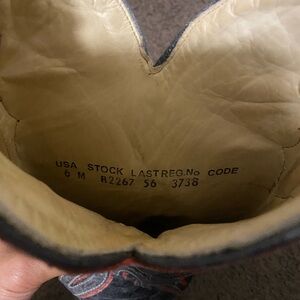 USA STOCK LASTREG.No CODE
6 M R2267 56 3738